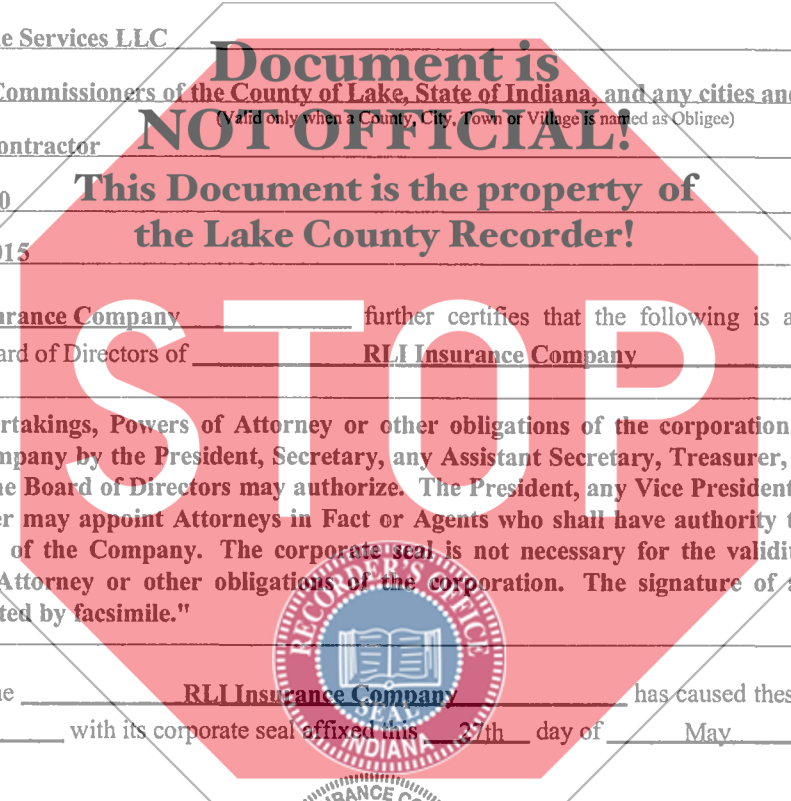 e Services LLC
Document is
Commissioners of the County of Lake, State of Indiana, and any cities and
(Valid only when a County, City, Town or Village is named as Obligee)
NOT OFFICIAL!
ontractor
This Document is the property of
0
the Lake County Recorder!
15
STOP
urance Company further certifies that the following is a
ard of Directors of RLI Insurance Company
rtakings, Powers of Attorney or other obligations of the corporation
mpany by the President, Secretary, any Assistant Secretary, Treasurer,
he Board of Directors may authorize. The President, any Vice President
er may appoint Attorneys in Fact or Agents who shall have authority t
of the Company. The corporate seal is not necessary for the validi
Attorney or other obligations of the corporation. The signature of a
ted by facsimile."
RECORDER'S OFFICE
SEAL
INDIANA
ne RLI Insurance Company has caused thes
with its corporate seal affixed this 27th day of May
URANCE CO